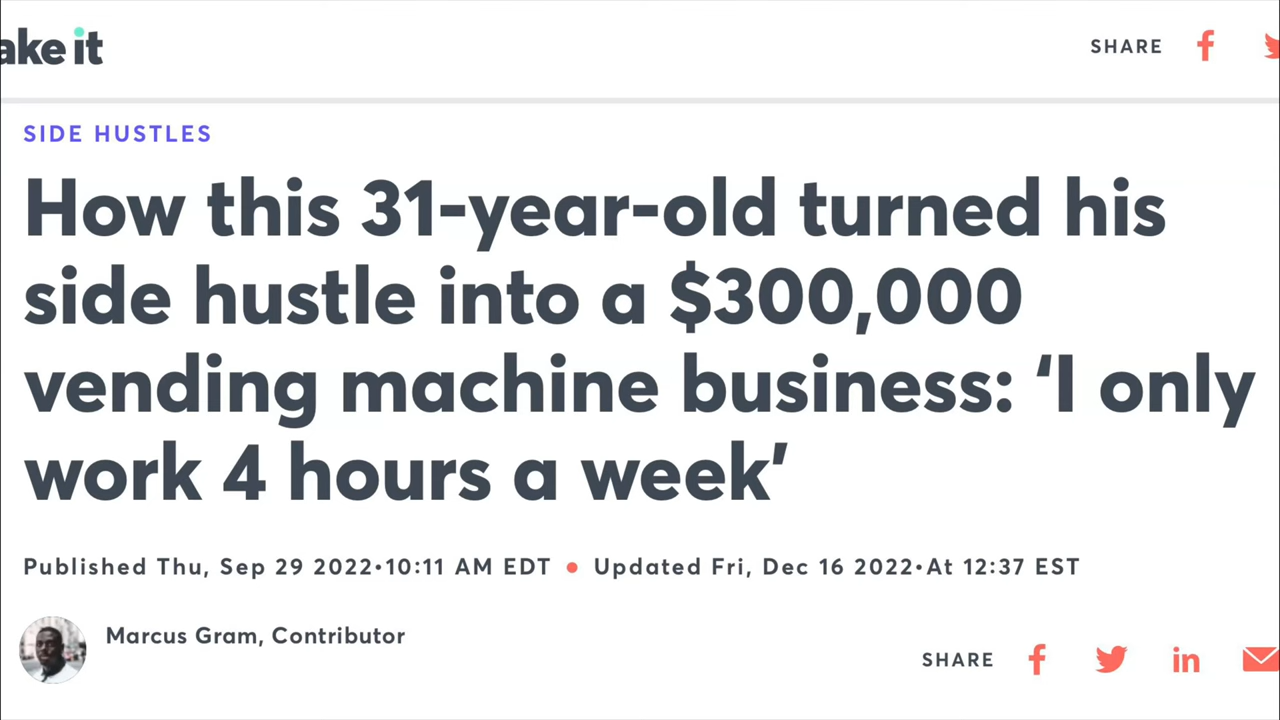 ake it
SHARE
SIDE HUSTLES
How this 31-year-old turned his
side hustle into a $300,000
vending machine business: ‘I only
work 4 hours a week’
Published Thu, Sep 29 2022•10:11 AM EDT • Updated Fri, Dec 16 2022•At 12:37 EST
Marcus Gram, Contributor
SHARE